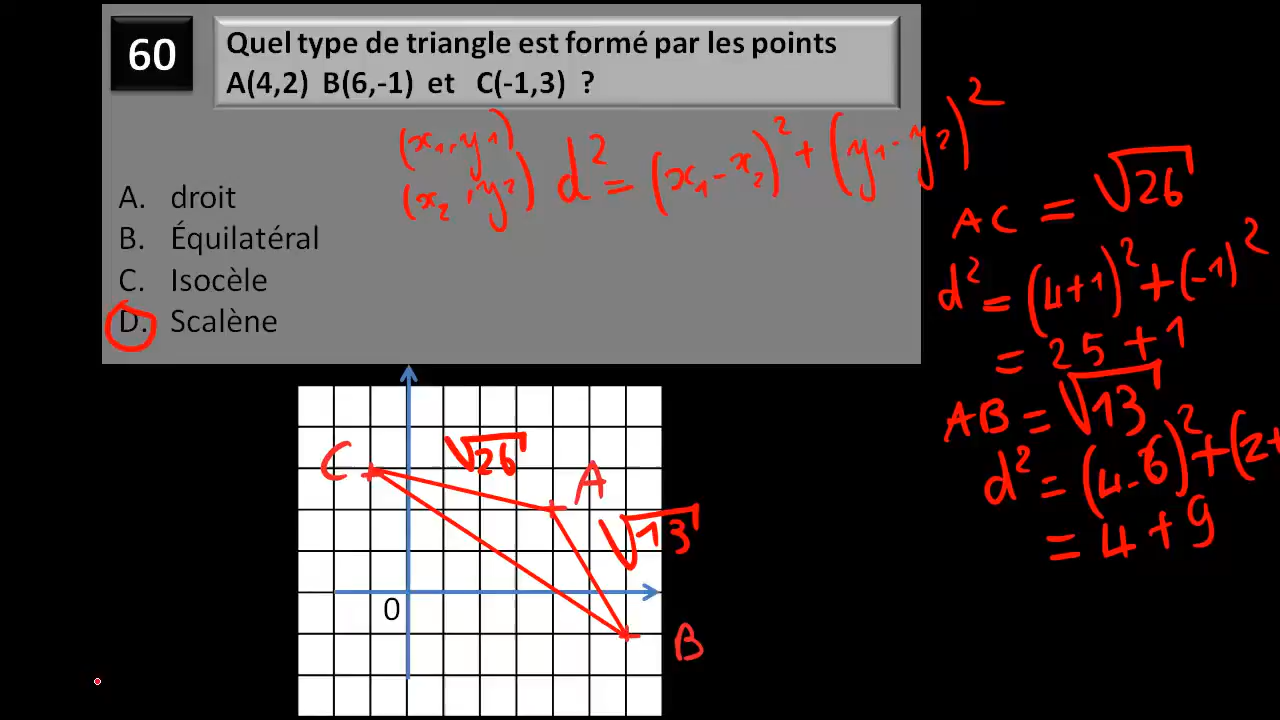 60
Quel type de triangle est formé par les points
A(4,2) B(6,-1) et C(-1,3) ?
(x₁, y₁)
(x₂, y₂)
d² = (x₁ - x₂)² + (y₁ - y₂)²
A. droit
B. Équilatéral
C. Isocèle
D. Scalène
AC = √26
d² = (4+1)² + (-1)²
= 25 + 1
AB = √13
d² = (4-6)² + (2+
= 4 + 9
C
√26
A
√13
0
B